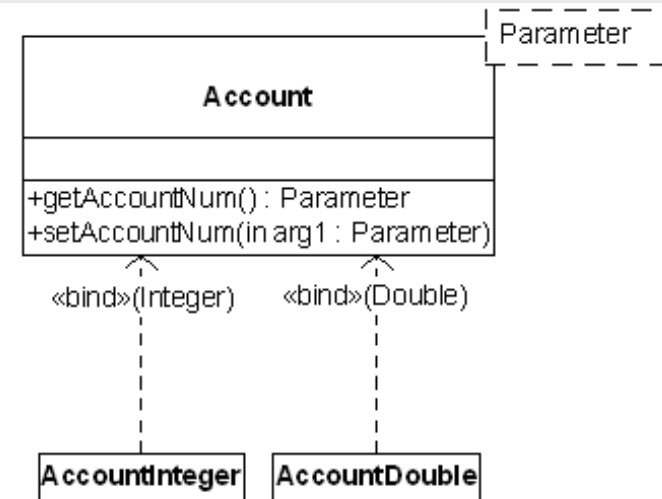 Parameter
Account
+getAccountNum() : Parameter
+setAccountNum(in arg1 : Parameter)
«bind»(Integer) «bind»(Double)
AccountInteger AccountDouble